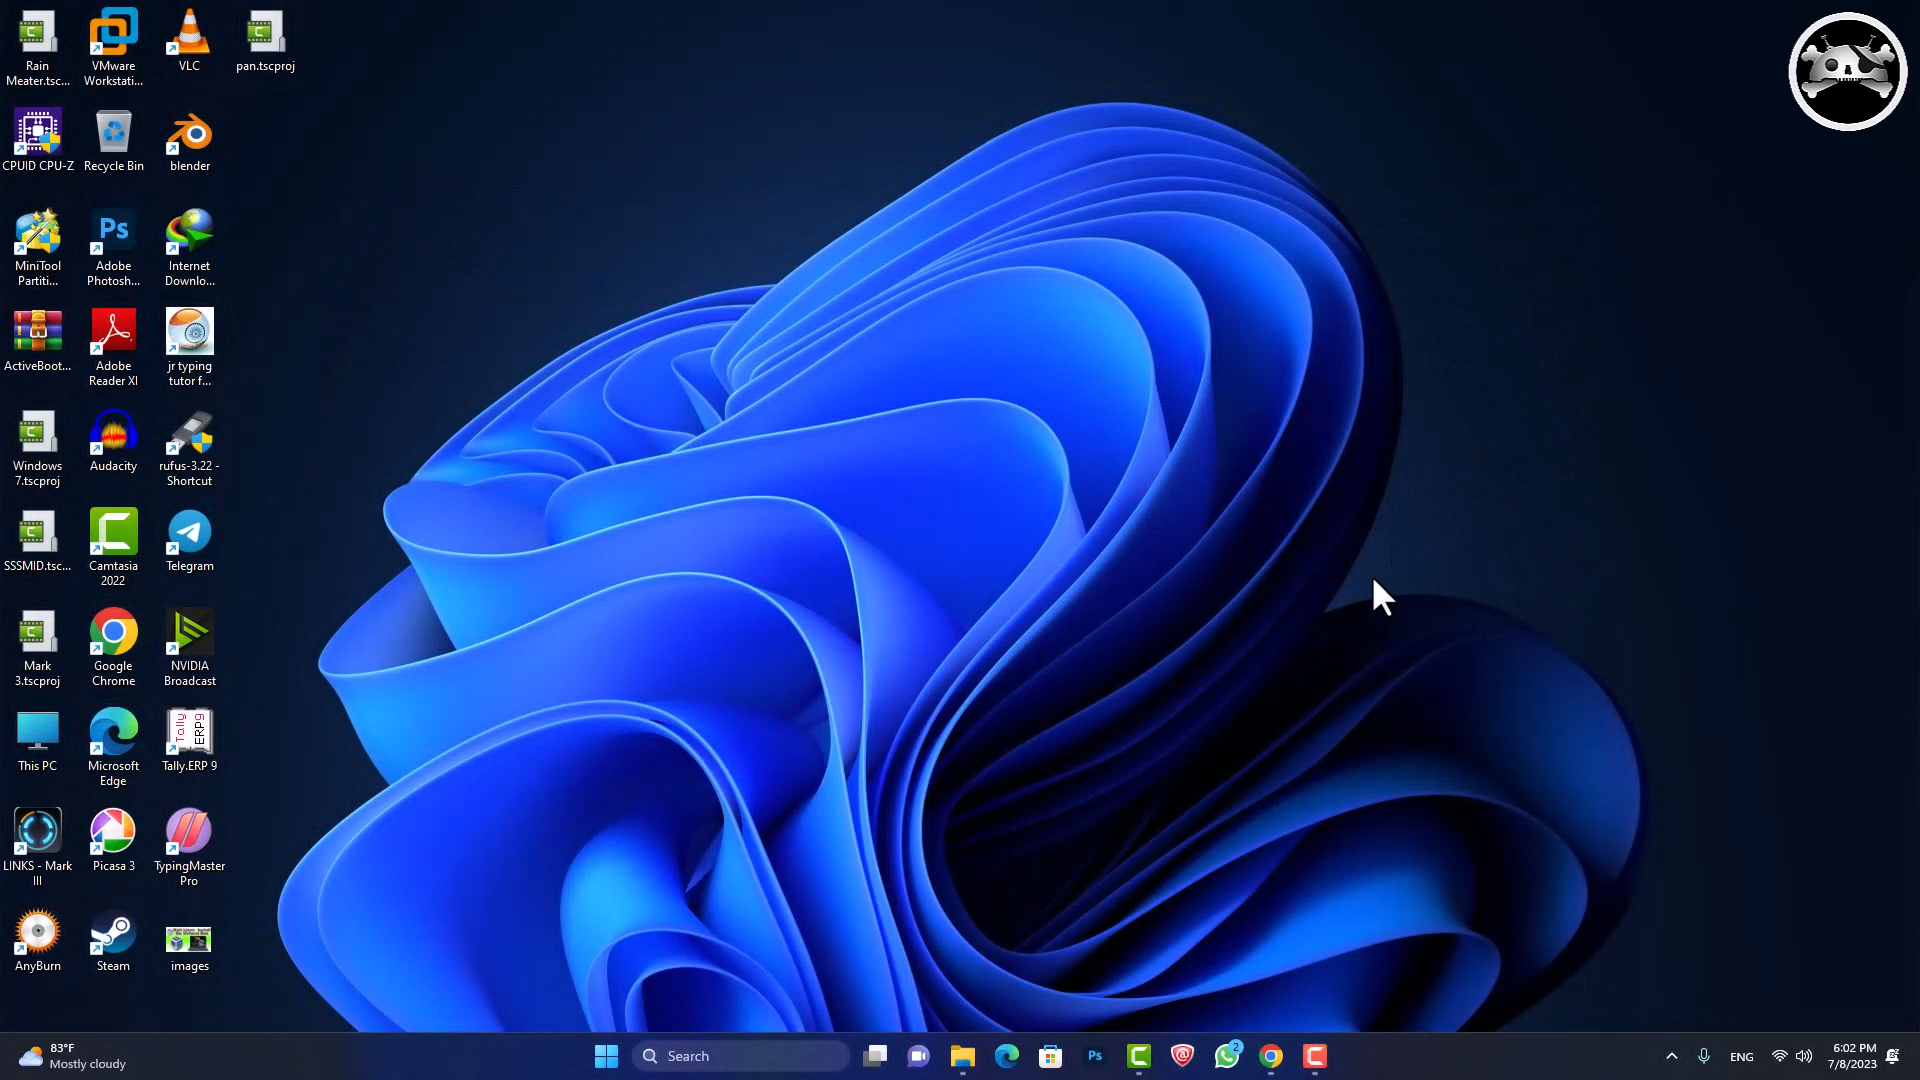 Rain
Meater.tsc...
VMware
Workstati...
VLC
pan.tscproj
CPUID CPU-Z
Recycle Bin
blender
MiniTool
Partiti...
Ps
Adobe
Photosh...
Internet
Downlo...
ActiveBoot...
Adobe
Reader XI
jr typing
tutor f...
Windows
7.tscproj
Audacity
rufus-3.22 -
Shortcut
SSSMID.tsc...
Camtasia
2022
Telegram
Mark
3.tscproj
Google
Chrome
NVIDIA
Broadcast
This PC
Microsoft
Edge
Tally
ERP9
Tally.ERP 9
LINKS - Mark
III
Picasa 3
TypingMaster
Pro
AnyBurn
Steam
images
83°F
Mostly cloudy
Search
Ps
2
ENG
6:02 PM
7/8/2023